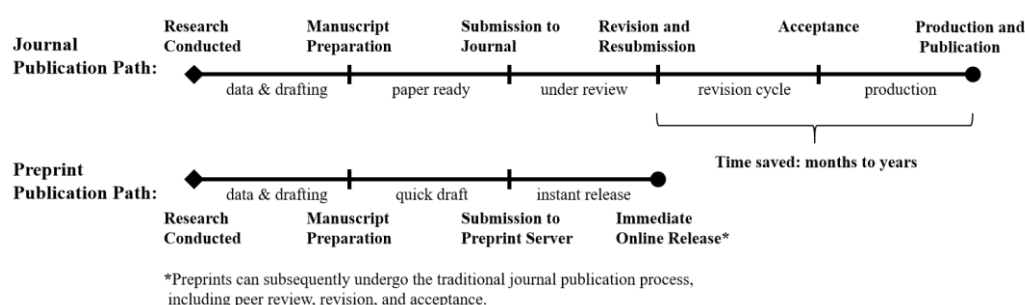 Research Conducted
Manuscript Preparation
Submission to Journal
Revision and Resubmission
Acceptance
Production and Publication
Journal Publication Path:
data & drafting
paper ready
under review
revision cycle
production
Time saved: months to years
Preprint Publication Path:
data & drafting
quick draft
instant release
Research Conducted
Manuscript Preparation
Submission to Preprint Server
Immediate Online Release*
*Preprints can subsequently undergo the traditional journal publication process,
including peer review, revision, and acceptance.